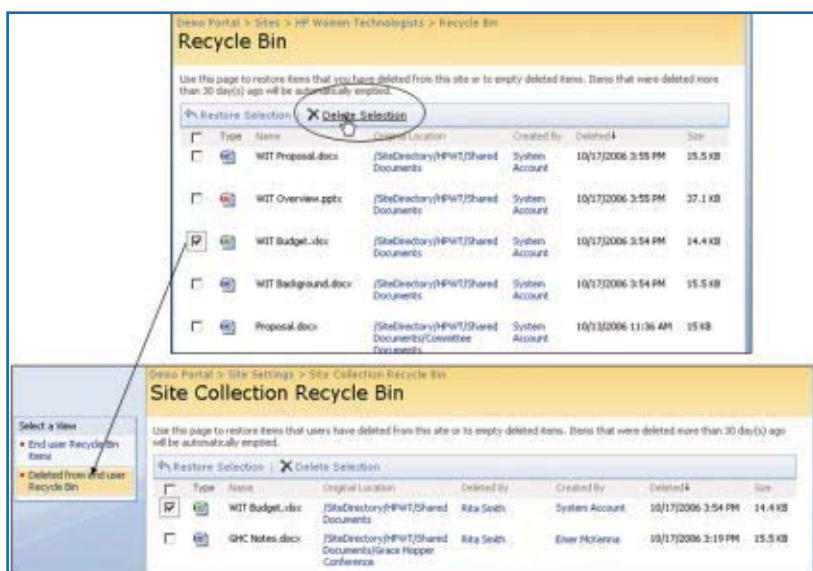 Demo Portal > Sites > HP Women Technologists > Recycle Bin
Recycle Bin
Use this page to restore items that you have deleted from this site or to empty deleted items. Items that were deleted more
than 30 day(s) ago will be automatically emptied.
Restore Selection Delete Selection
Type Name Original Location Created By Deleted Size
WIT Proposal.docx /SiteDirectory/HPWT/Shared System 10/17/2006 3:55 PM 15.5 KB
Documents Account
WIT Overview.pptx /SiteDirectory/HPWT/Shared System 10/17/2006 3:55 PM 37.1 KB
Documents Account
WIT Budget.xlsx /SiteDirectory/HPWT/Shared System 10/17/2006 3:54 PM 14.4 KB
Documents Account
WIT Background.docx /SiteDirectory/HPWT/Shared System 10/17/2006 3:54 PM 15.5 KB
Documents Account
Proposal.docx /SiteDirectory/HPWT/Shared System 10/13/2006 11:36 AM 15 KB
Documents/Committee Account
Documents
Demo Portal > Site Settings > Site Collection Recycle Bin
Site Collection Recycle Bin
Select a View
End user Recycle Bin
items
Deleted from end user
Recycle Bin
Use this page to restore items that users have deleted from this site or to empty deleted items. Items that were deleted more than 30 day(s) ago
will be automatically emptied.
Restore Selection | Delete Selection
Type Name Original Location Deleted By Created By Deleted Size
WIT Budget.xlsx /SiteDirectory/HPWT/Shared Rita Smith System Account 10/17/2006 3:54 PM 14.4 KB
Documents
GHC Notes.docx /SiteDirectory/HPWT/Shared Rita Smith Emer McKenna 10/17/2006 3:19 PM 15.5 KB
Documents/Grace Hopper
Conference